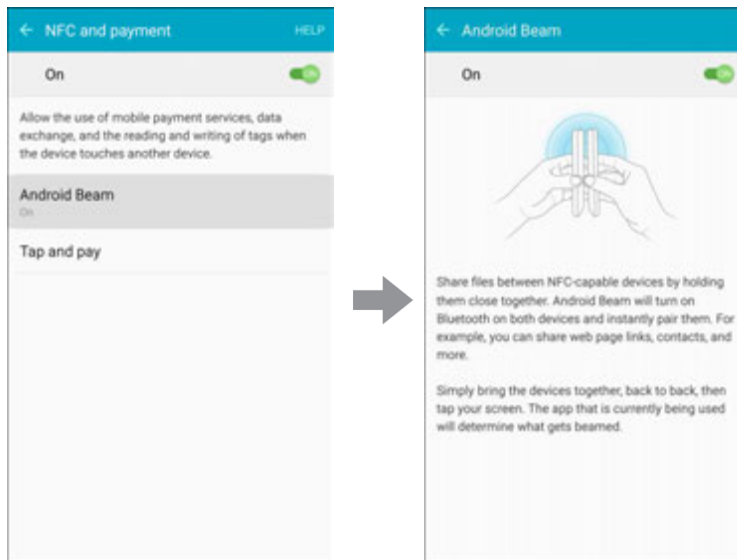 NFC and payment HELP
On ON
Allow the use of mobile payment services, data
exchange, and the reading and writing of tags when
the device touches another device.
Android Beam
On
Tap and pay
Android Beam
On
Share files between NFC-capable devices by holding
them close together. Android Beam will turn on
Bluetooth on both devices and instantly pair them. For
example, you can share web page links, contacts, and
more.
Simply bring the devices together, back to back, then
tap your screen. The app that is currently being used
will determine what gets beamed.